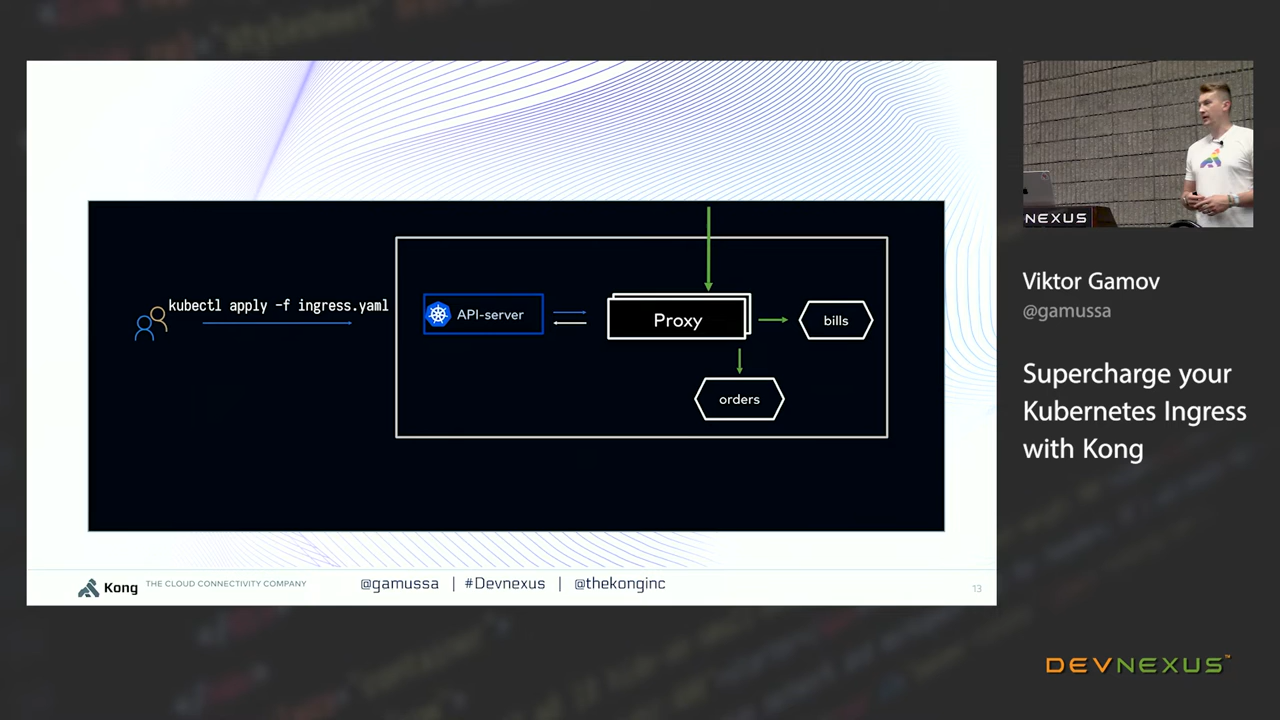 kubectl apply -f ingress.yaml
API-server
Proxy
bills
orders
Kong
THE CLOUD CONNECTIVITY COMPANY
@gamussa | #Devnexus | @thekonginc
13
NEXUS
Viktor Gamov
@gamussa
Supercharge your
Kubernetes Ingress
with Kong
DEVNEXUS™